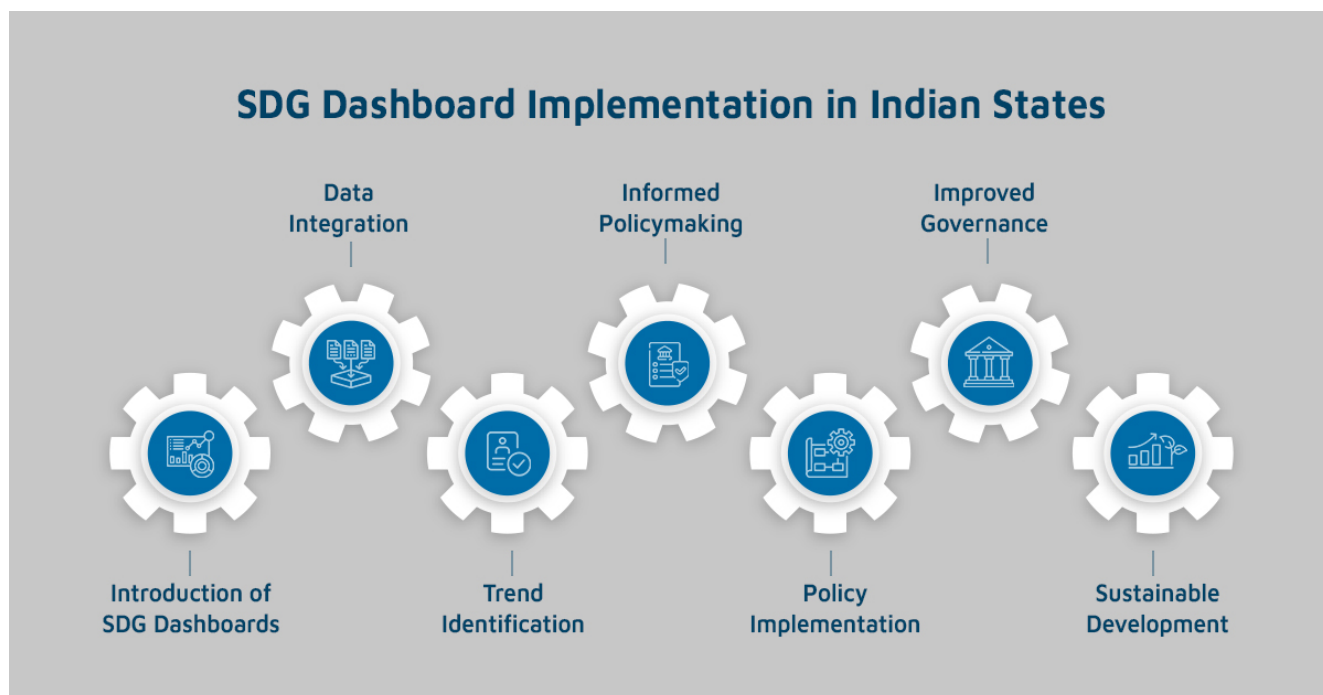 SDG Dashboard Implementation in Indian States
Data
Integration
Informed
Policymaking
Improved
Governance
Introduction of
SDG Dashboards
Trend
Identification
Policy
Implementation
Sustainable
Development